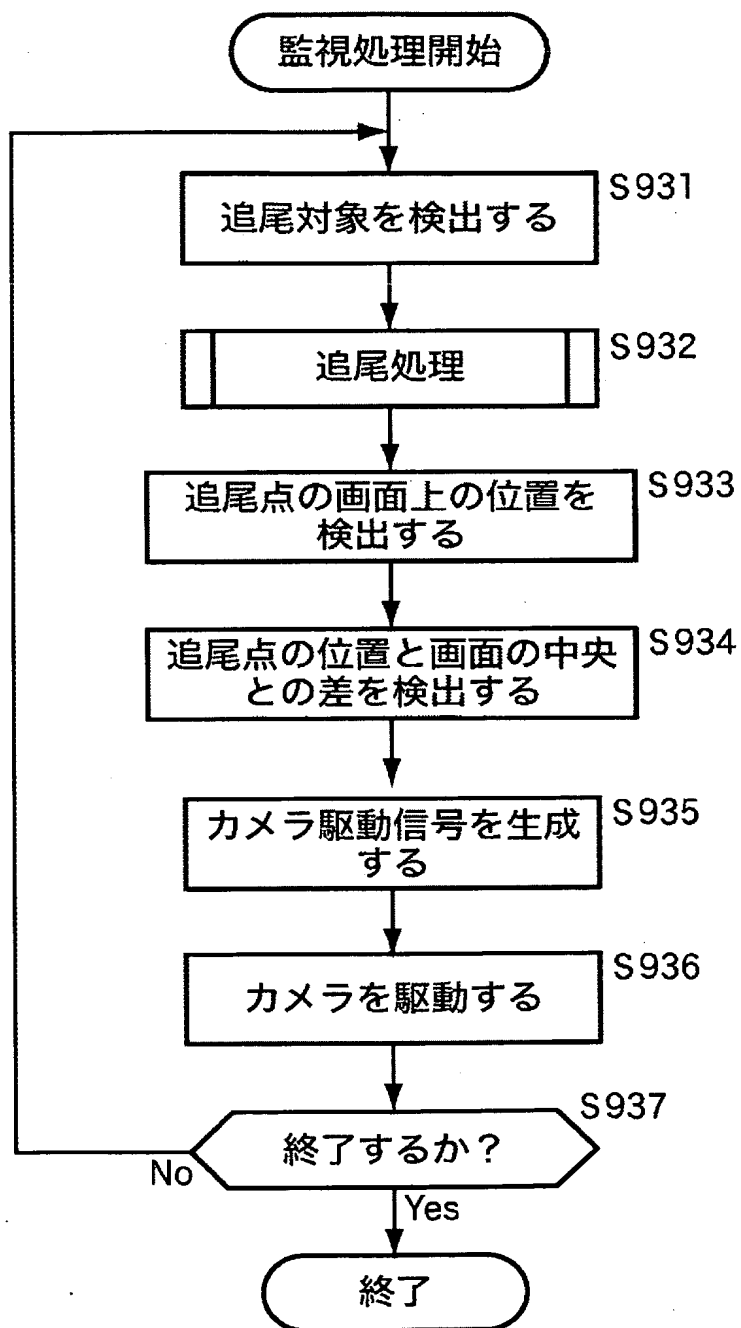 監視処理開始
追尾対象を検出する
S931
追尾処理
S932
追尾点の画面上の位置を
検出する
S933
追尾点の位置と画面の中央
との差を検出する
S934
カメラ駆動信号を生成
する
S935
カメラを駆動する
S936
終了するか?
S937
No
Yes
終了